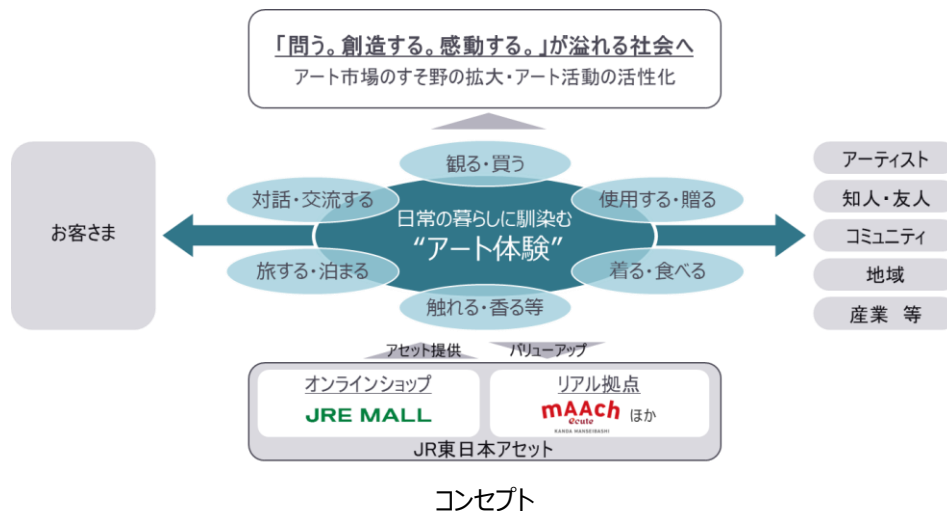 「問う。創造する。感動する。」が溢れる社会へ
アート市場のすそ野の拡大・アート活動の活性化
観る・買う
対話・交流する
使用する・贈る
日常の暮らしに馴染む
“アート体験”
お客さま
旅する・泊まる
着る・食べる
触れる・香る等
アーティスト
知人・友人
コミュニティ
地域
産業 等
アセット提供
バリューアップ
オンラインショップ
JRE MALL
リアル拠点
mAAch
ecute
KANDA MANSEIBASHI
ほか
JR東日本アセット
コンセプト